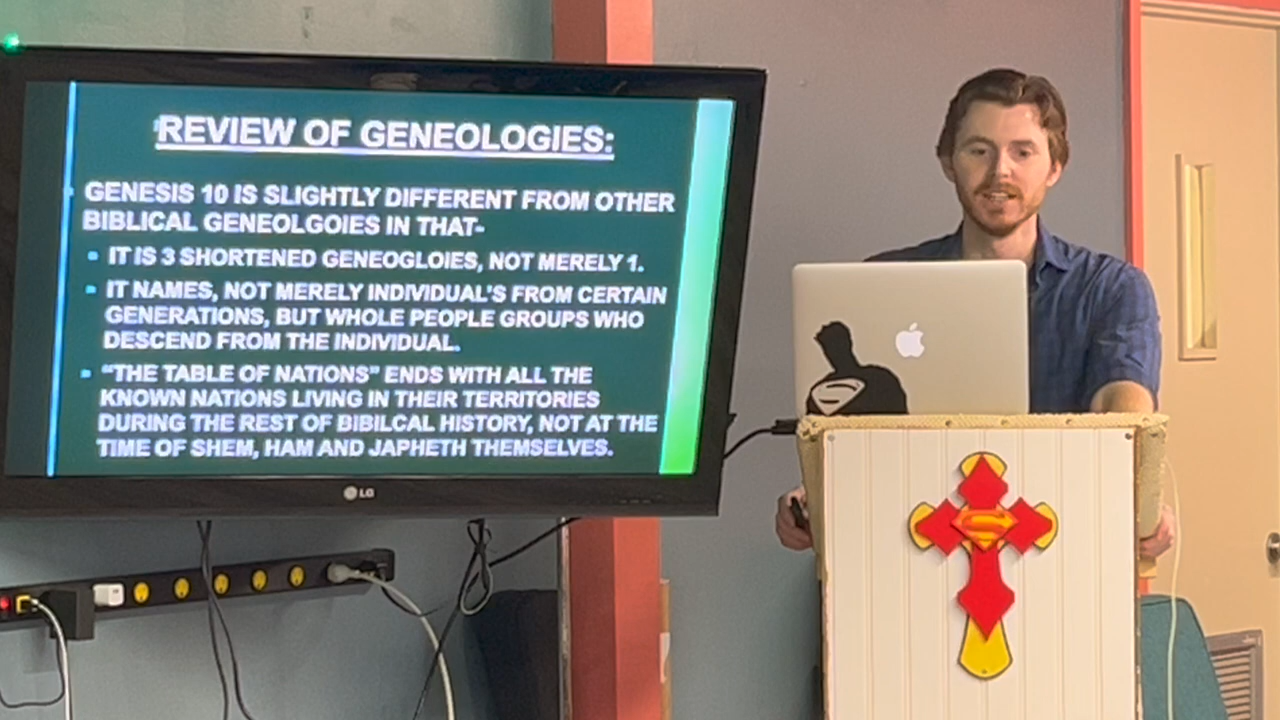 REVIEW OF GENEOLOGIES:
GENESIS 10 IS SLIGHTLY DIFFERENT FROM OTHER
BIBLICAL GENEOLGOIES IN THAT-
IT IS 3 SHORTENED GENEOGLOIES, NOT MERELY 1.
IT NAMES, NOT MERELY INDIVIDUAL'S FROM CERTAIN
GENERATIONS, BUT WHOLE PEOPLE GROUPS WHO
DESCEND FROM THE INDIVIDUAL.
"THE TABLE OF NATIONS" ENDS WITH ALL THE
KNOWN NATIONS LIVING IN THEIR TERRITORIES
DURING THE REST OF BIBILCAL HISTORY, NOT AT THE
TIME OF SHEM, HAM AND JAPHETH THEMSELVES.
LG